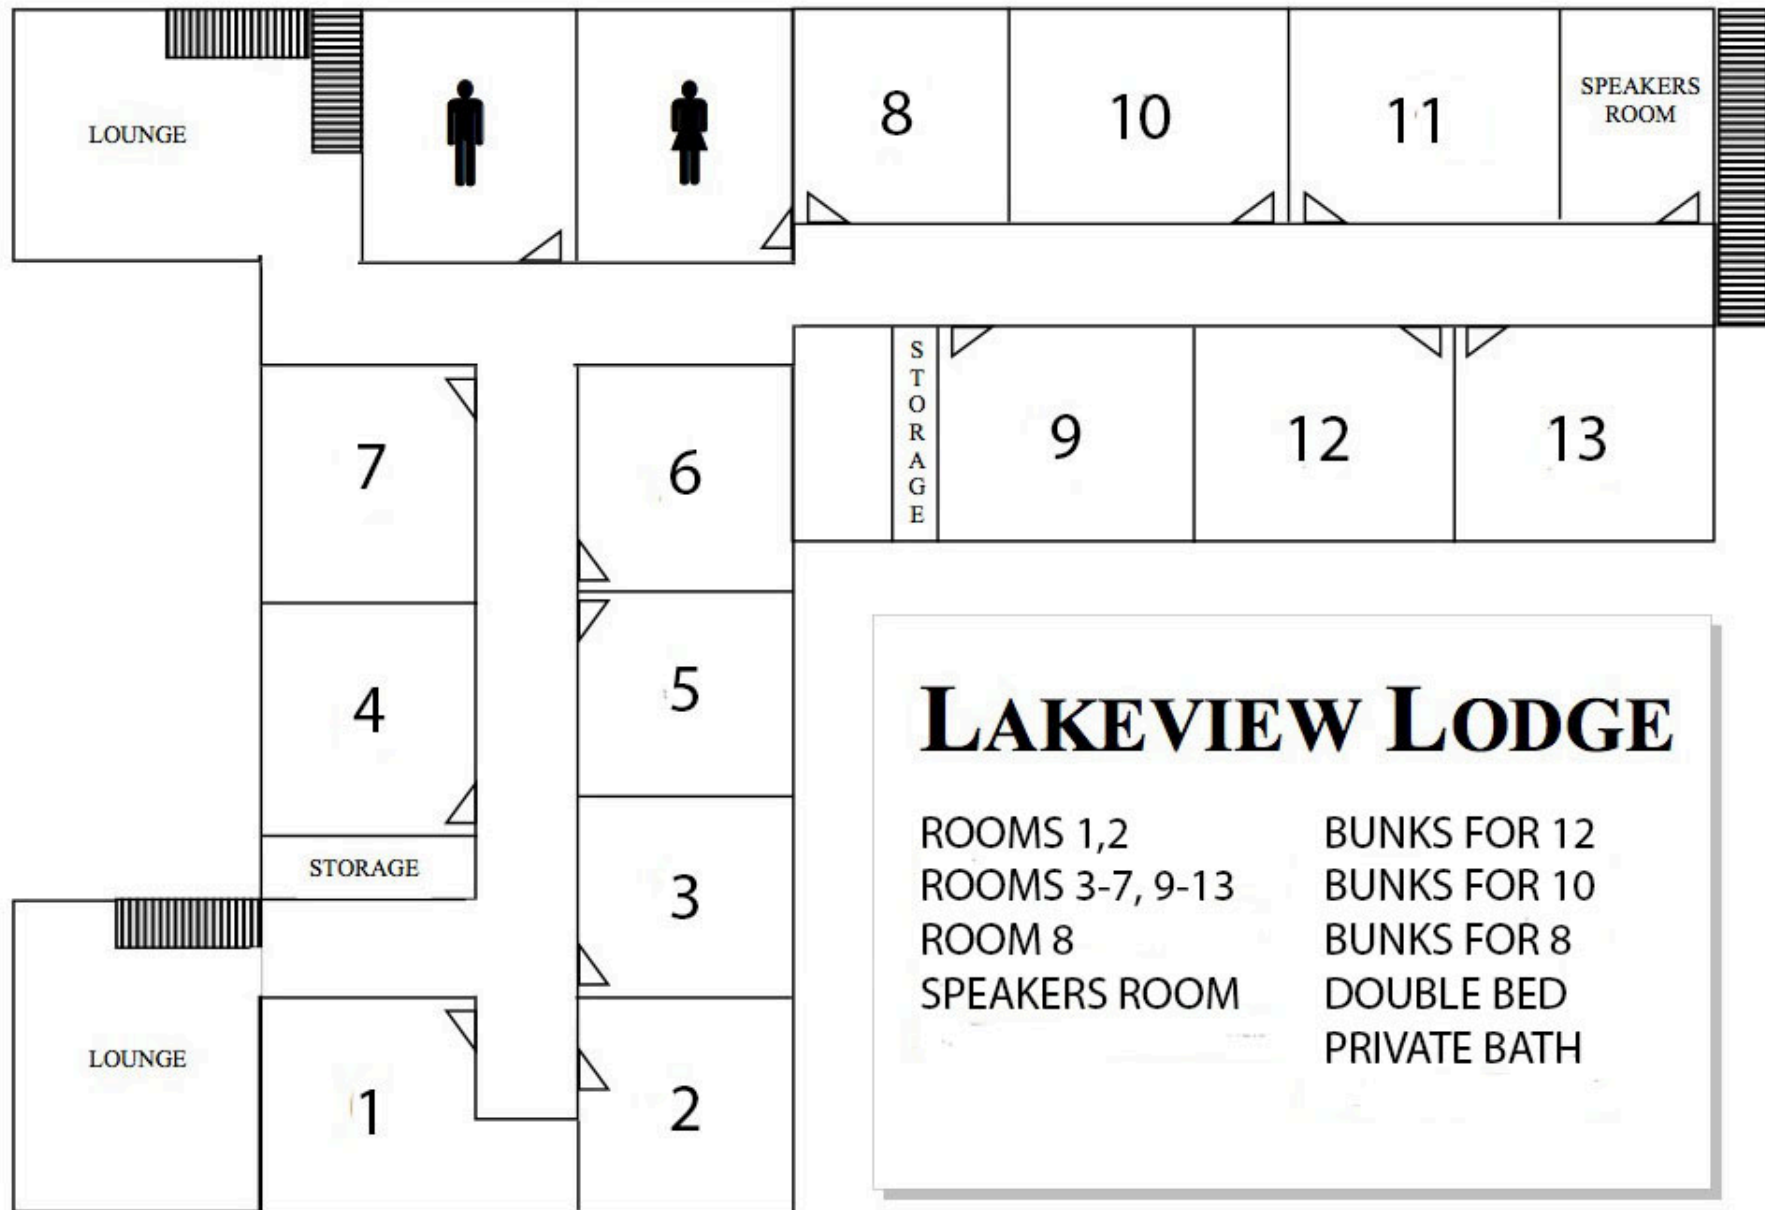 LOUNGE
8
10
11
SPEAKERS
ROOM
7
6
STORAGE
9
12
13
4
5
STORAGE
3
LOUNGE
1
2
LAKEVIEW LODGE
ROOMS 1,2 BUNKS FOR 12
ROOMS 3-7, 9-13 BUNKS FOR 10
ROOM 8 BUNKS FOR 8
SPEAKERS ROOM DOUBLE BED
PRIVATE BATH